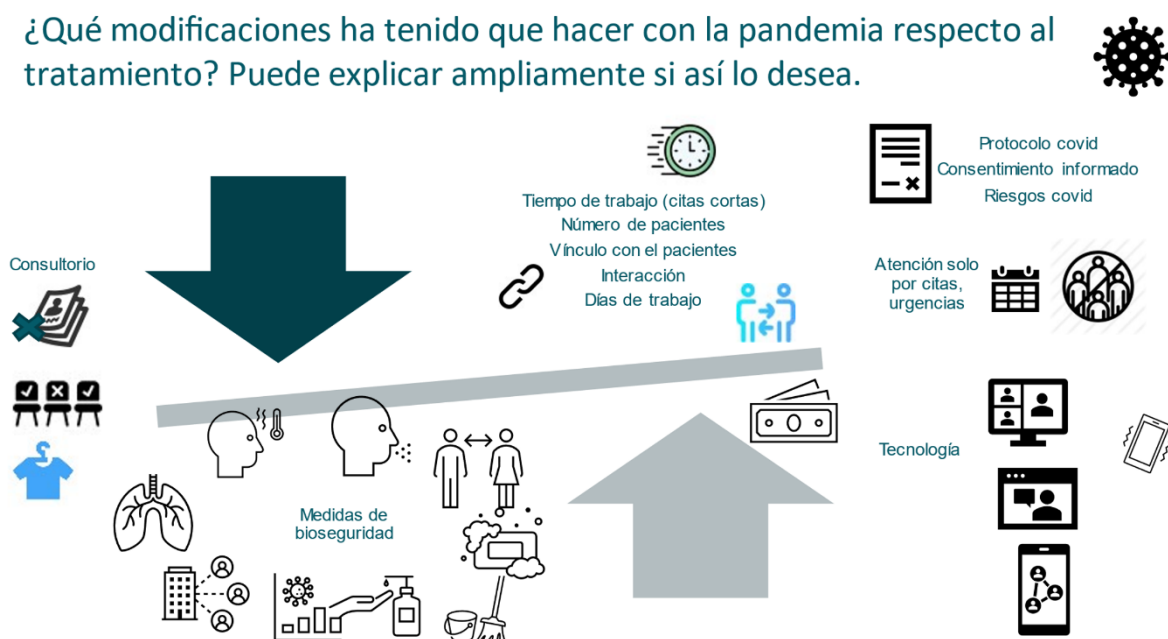 ¿Qué modificaciones ha tenido que hacer con la pandemia respecto al
tratamiento? Puede explicar ampliamente si así lo desea.
Protocolo covid
Consentimiento informado
Riesgos covid
Tiempo de trabajo (citas cortas)
Número de pacientes
Vínculo con el pacientes
Interacción
Días de trabajo
Consultorio
Atención solo
por citas,
urgencias
Tecnología
Medidas de
bioseguridad